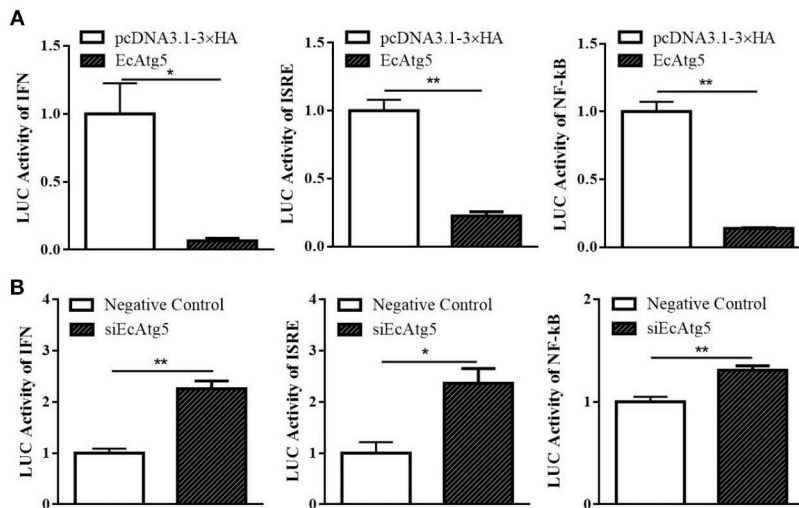 A
pcDNA3.1-3×HA
EcAtg5
LUC Activity of IFN
1.5
1.0
0.5
0.0
*
pcDNA3.1-3×HA
EcAtg5
LUC Activity of ISRE
1.5
1.0
0.5
0.0
**
pcDNA3.1-3×HA
EcAtg5
LUC Activity of NF-kB
1.5
1.0
0.5
0.0
**
B
Negative Control
siEcAtg5
LUC Activity of IFN
4
3
2
1
0
**
Negative Control
siEcAtg5
LUC Activity of ISRE
4
3
2
1
0
*
Negative Control
siEcAtg5
LUC Activity of NF-kB
2
1
0
**